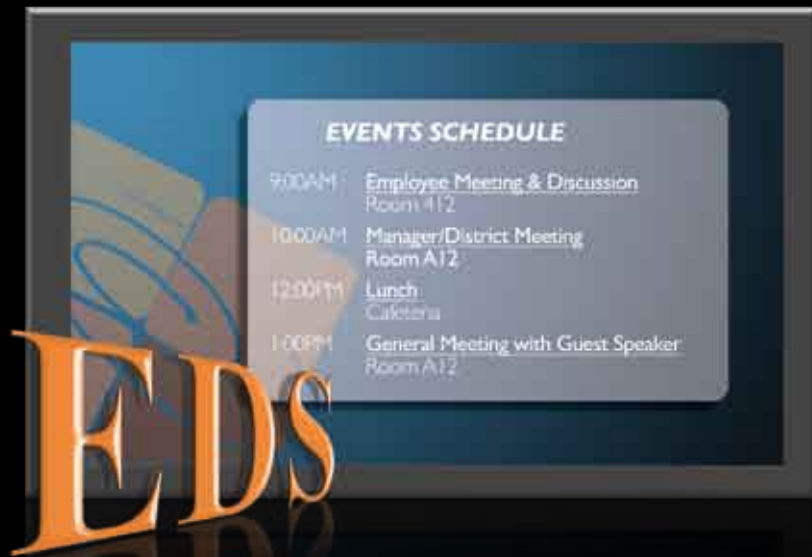 EVENTS SCHEDULE
9:00AM Employee Meeting & Discussion
Room 412
10:00AM Manager/District Meeting
Room A12
12:00PM Lunch
Cafeteria
1:00PM General Meeting with Guest Speaker
Room A12
EDS